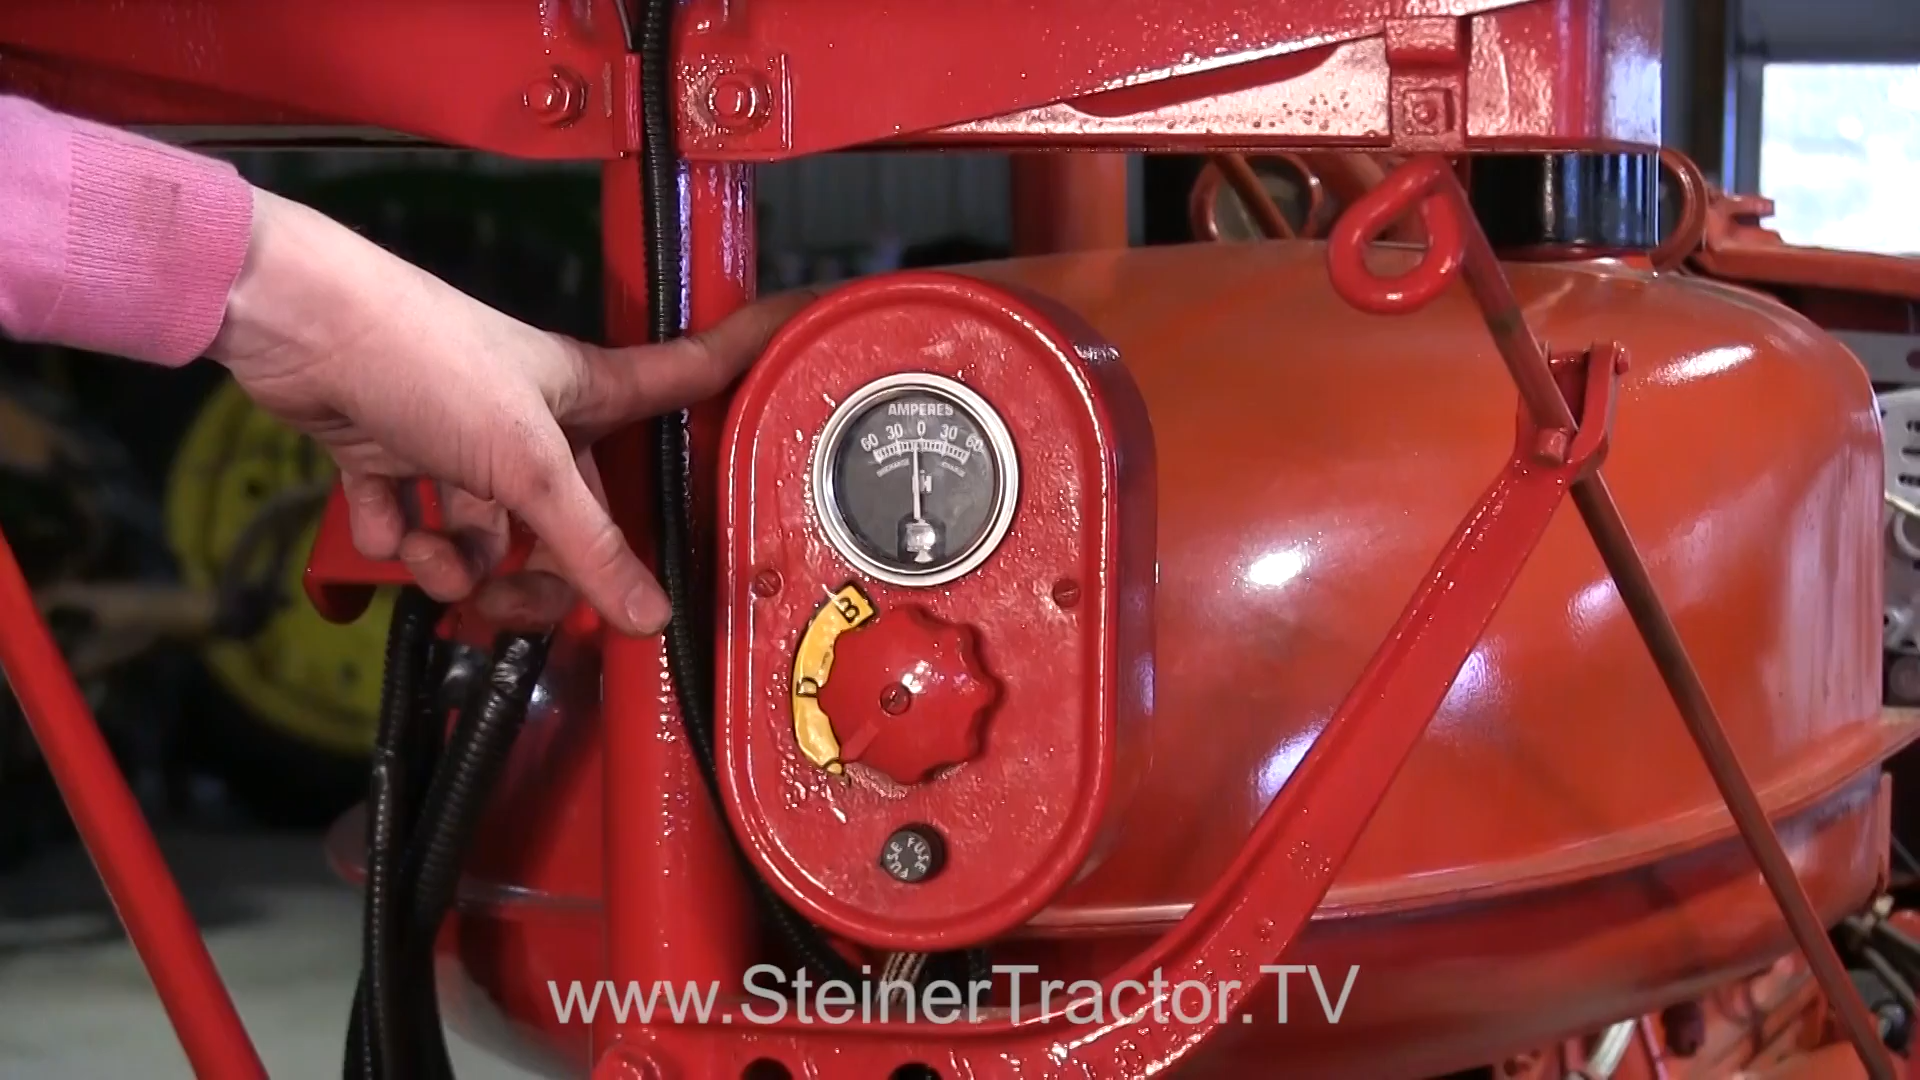 AMPERES
60 30 0 30 60
DISCHARGE CHARGE
IH
B
D
FUSE FUSE
www.SteinerTractor.TV